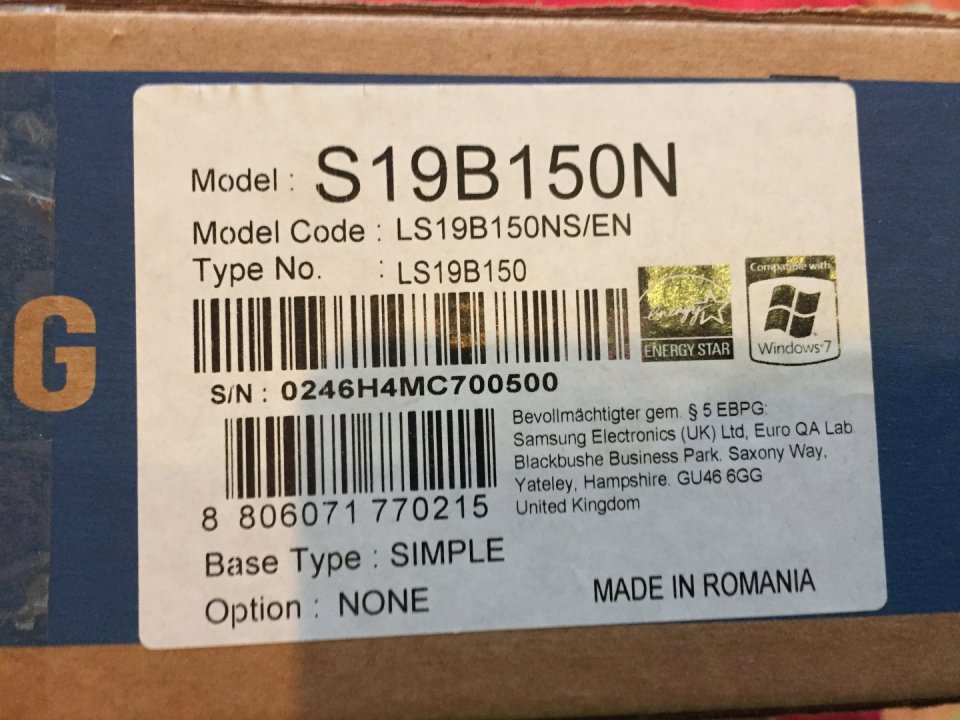 Model : S19B150N
Model Code : LS19B150NS/EN
Type No. : LS19B150
energy
ENERGY STAR
Compatible with
Windows 7
S/N : 0246H4MC700500
G
Bevollmächtigter gem. § 5 EBPG:
Samsung Electronics (UK) Ltd, Euro QA Lab
Blackbushe Business Park. Saxony Way,
Yateley, Hampshire. GU46 6GG
United Kingdom
8 806071 770215
Base Type : SIMPLE
Option : NONE
MADE IN ROMANIA